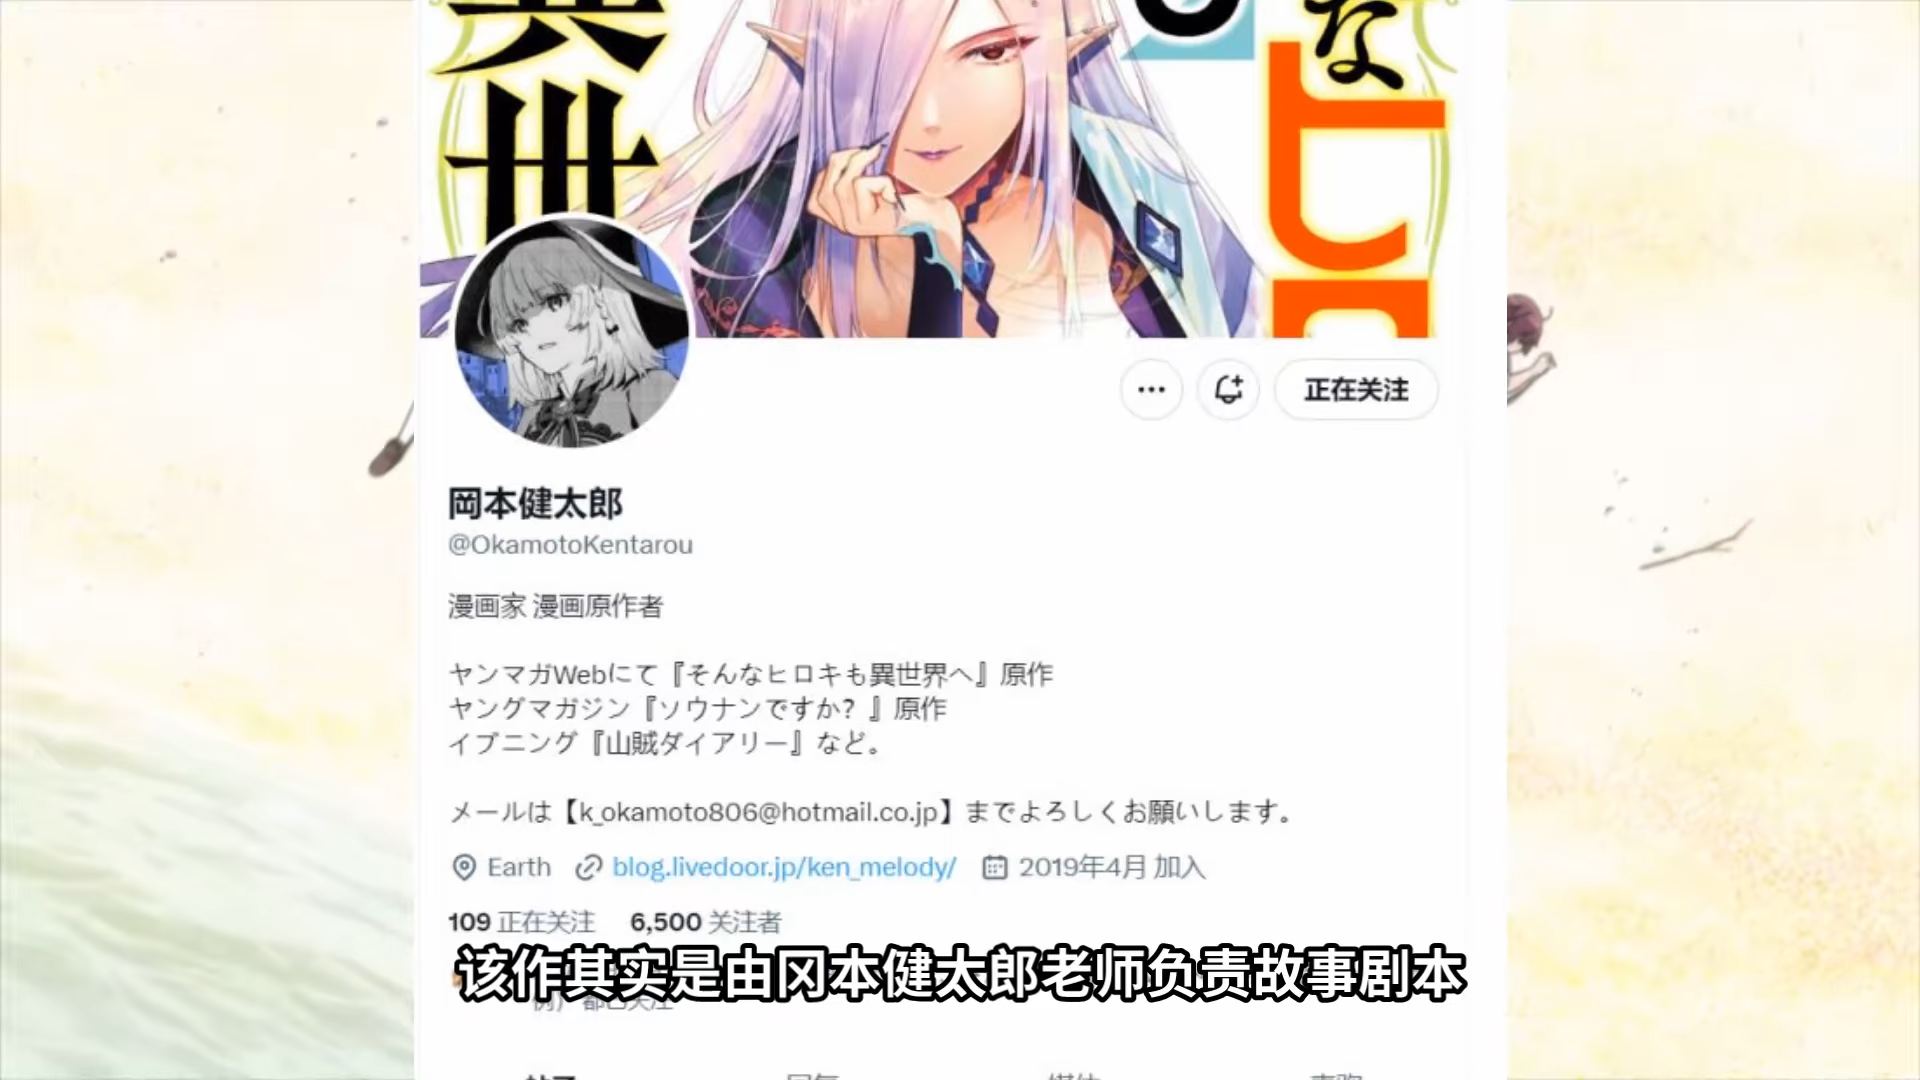 異世
な
ヒロ
正在关注
岡本健太郎
@OkamotoKentarou
漫画家 漫画原作者
ヤンマガWebにて『そんなヒロキも異世界へ』原作
ヤングマガジン『ソウナンですか？』原作
イブニング『山賊ダイアリー』など。
メールは【k_okamoto806@hotmail.co.jp】までよろしくお願いします。
Earth blog.livedoor.jp/ken_melody/ 2019年4月 加入
109 正在关注 6,500 关注者
该作其实是由冈本健太郎老师负责故事剧本